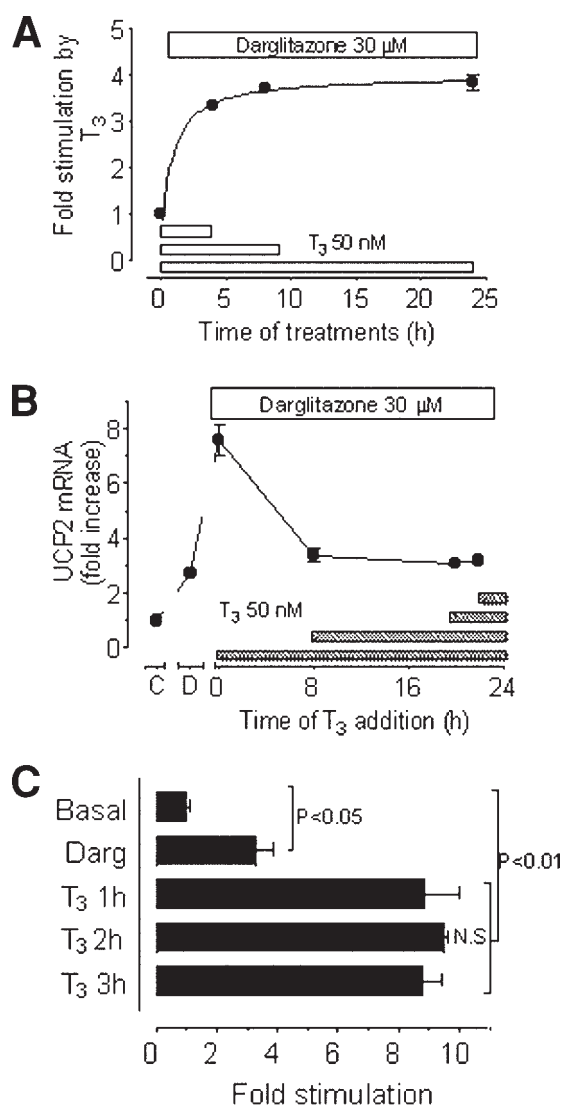 A
Darglitazone 30 µM
Fold stimulation by
T3
5
4
3
2
1
0
T3 50 nM
0 5 10 15 20 25
Time of treatments (h)
B
Darglitazone 30 µM
UCP2 mRNA
(fold increase)
8
6
4
2
0
T3 50 nM
C D 0 8 16 24
Time of T3 addition (h)
C
Basal
Darg
T3 1h
T3 2h
T3 3h
P<0.05
P<0.01
N.S
0 2 4 6 8 10
Fold stimulation